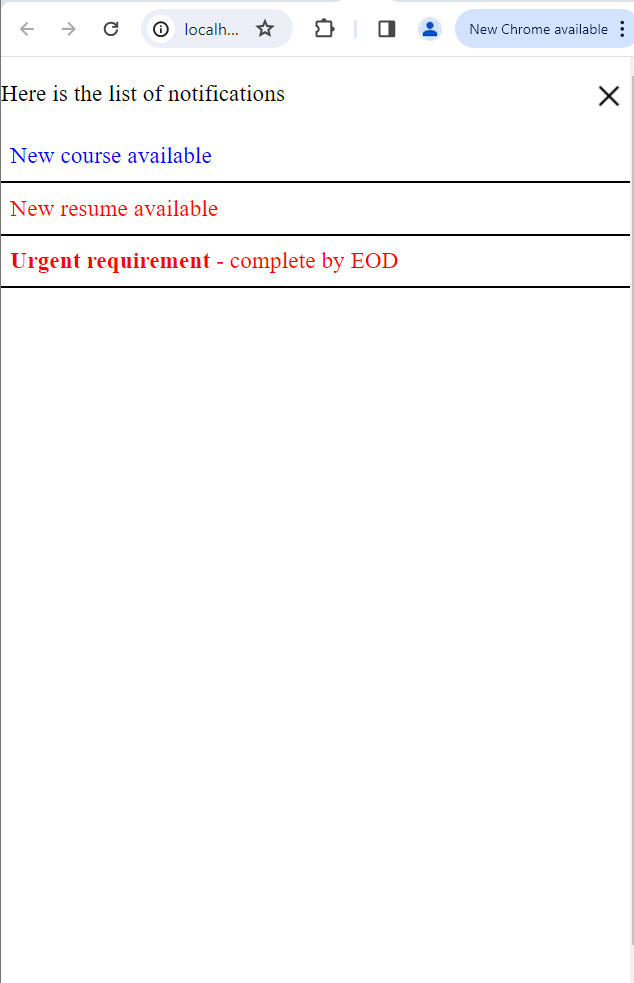 localh...
New Chrome available
Here is the list of notifications
New course available
New resume available
Urgent requirement - complete by EOD